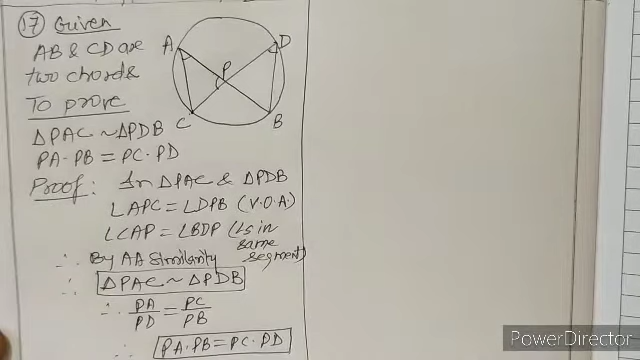 17 Given
AB & CD are
two chords
To prove
ΔPAC ~ ΔPDB
PA·PB = PC·PD
A
D
P
C
B
Proof: In ΔPAC & ΔPDB
∠APC = ∠DPB (V.O.A)
∠CAP = ∠BDP (∠s in
same
segment)
∴ By AA Similarity
∴ ΔPAC ~ ΔPDB
∴ PA/PD = PC/PB
∴ PA·PB = PC·PD
PowerDirector